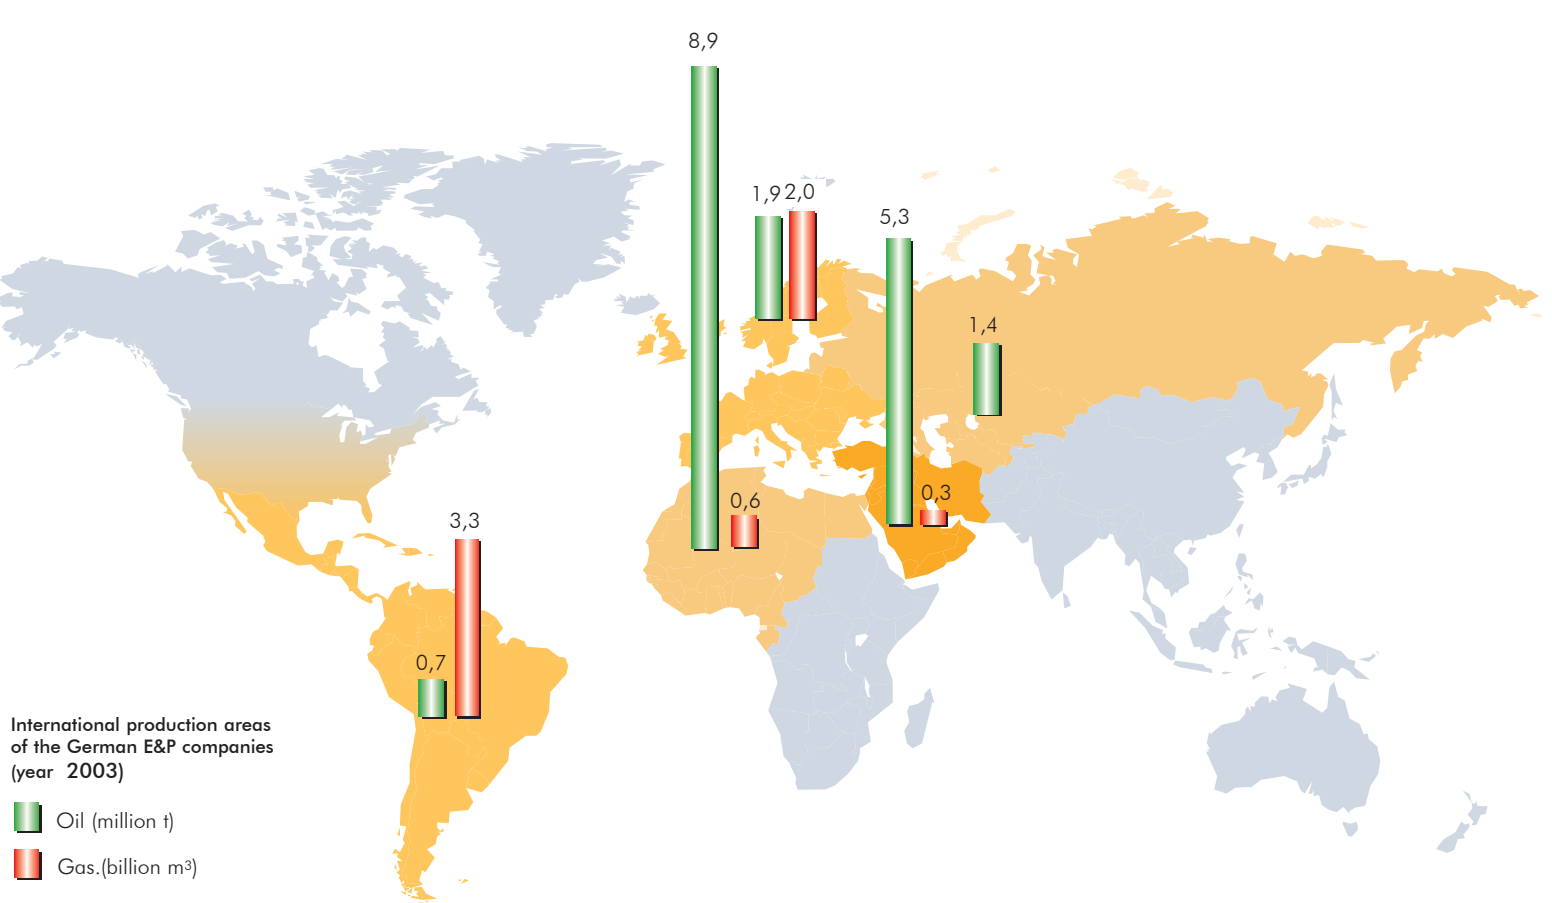 8,9
1,9 2,0
5,3
1,4
0,3
0,6
3,3
0,7
International production areas
of the German E&P companies
(year 2003)
Oil (million t)
Gas.(billion m³)